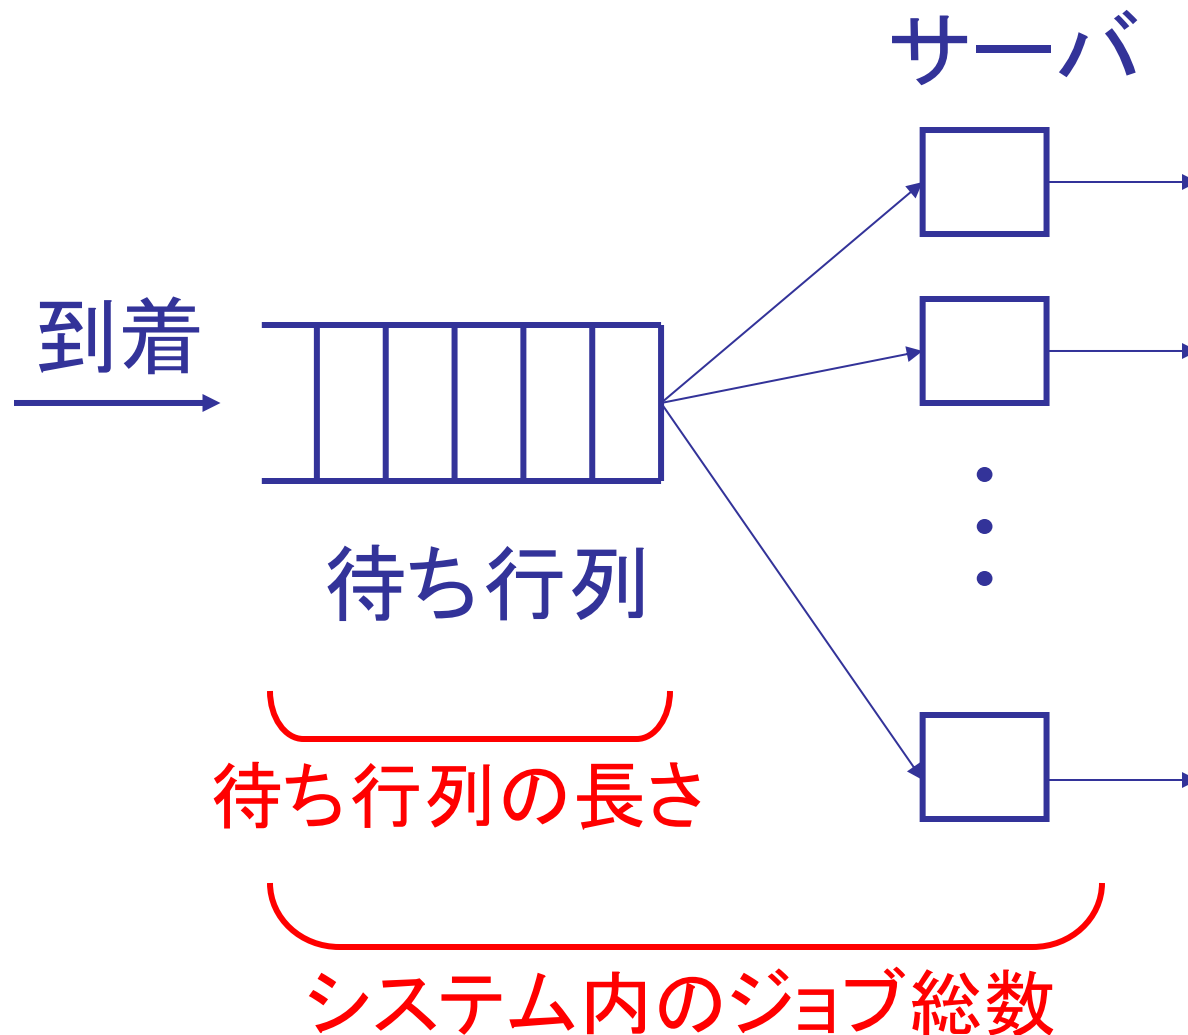 サーバ
到着
待ち行列
待ち行列の長さ
システム内のジョブ総数